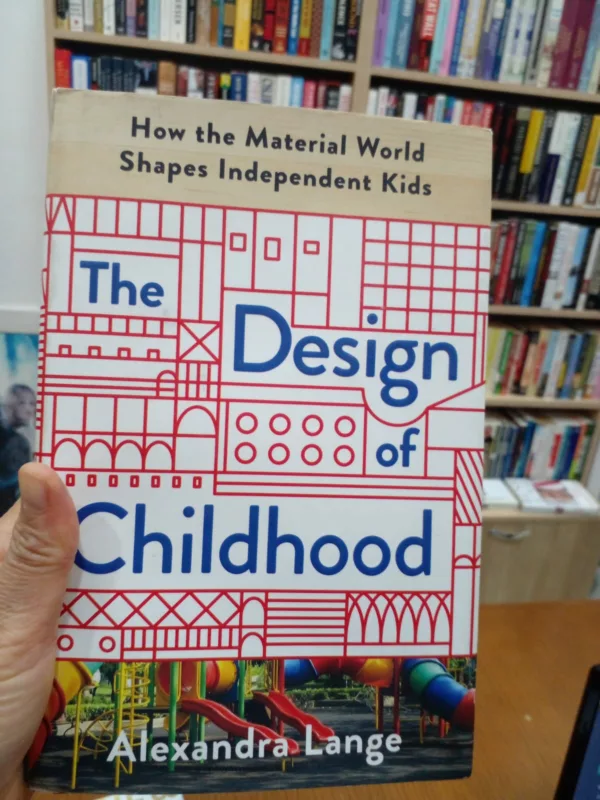 How the Material World
Shapes Independent Kids
The
Design
of
Childhood
Alexandra Lange